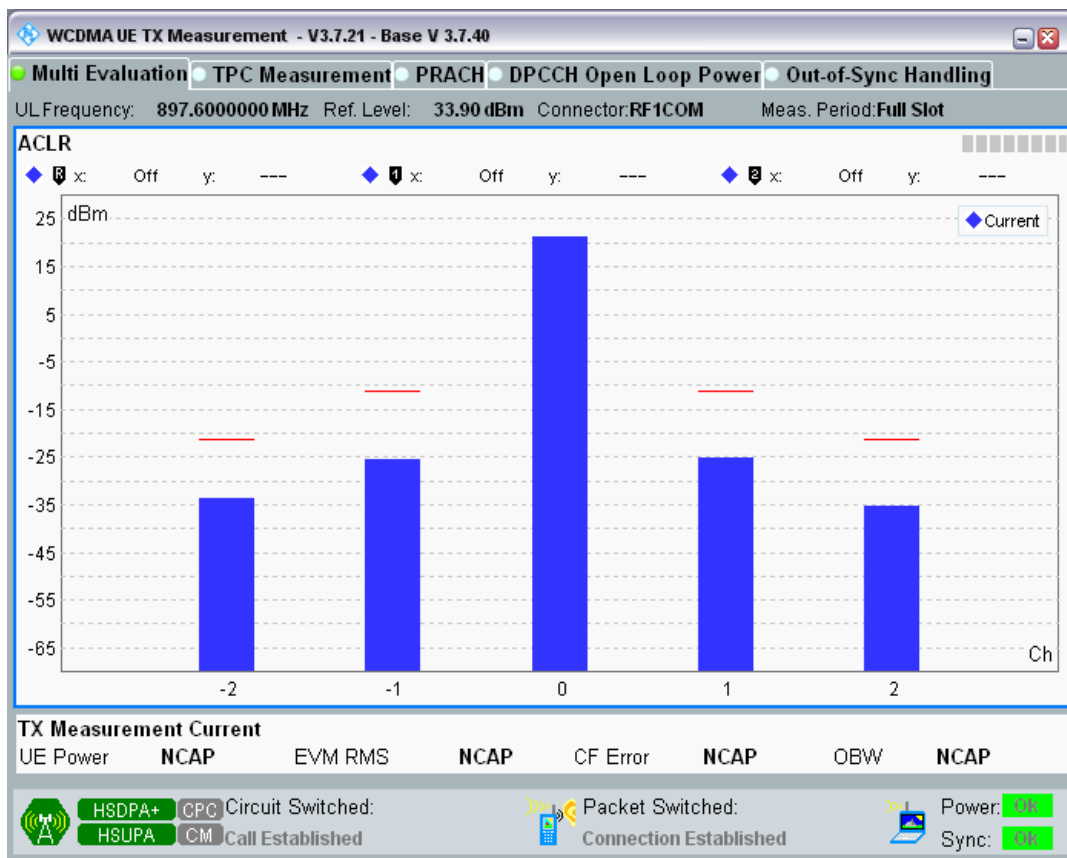 WCDMA UE TX Measurement - V3.7.21 - Base V 3.7.40
Multi Evaluation TPC Measurement PRACH DPCCH Open Loop Power Out-of-Sync Handling
UL Frequency: 897.6000000 MHz Ref. Level: 33.90 dBm Connector:RF1COM Meas. Period:Full Slot
ACLR
R x: Off y: --- 1 x: Off y: --- 2 x: Off y: ---
dBm
Current
25
15
5
-5
-15
-25
-35
-45
-55
-65
Ch
-2 -1 0 1 2
TX Measurement Current
UE Power NCAP EVM RMS NCAP CF Error NCAP OBW NCAP
HSDPA+ CPC Circuit Switched: Packet Switched: Power: Ok
HSUPA CM Call Established Connection Established Sync: Ok